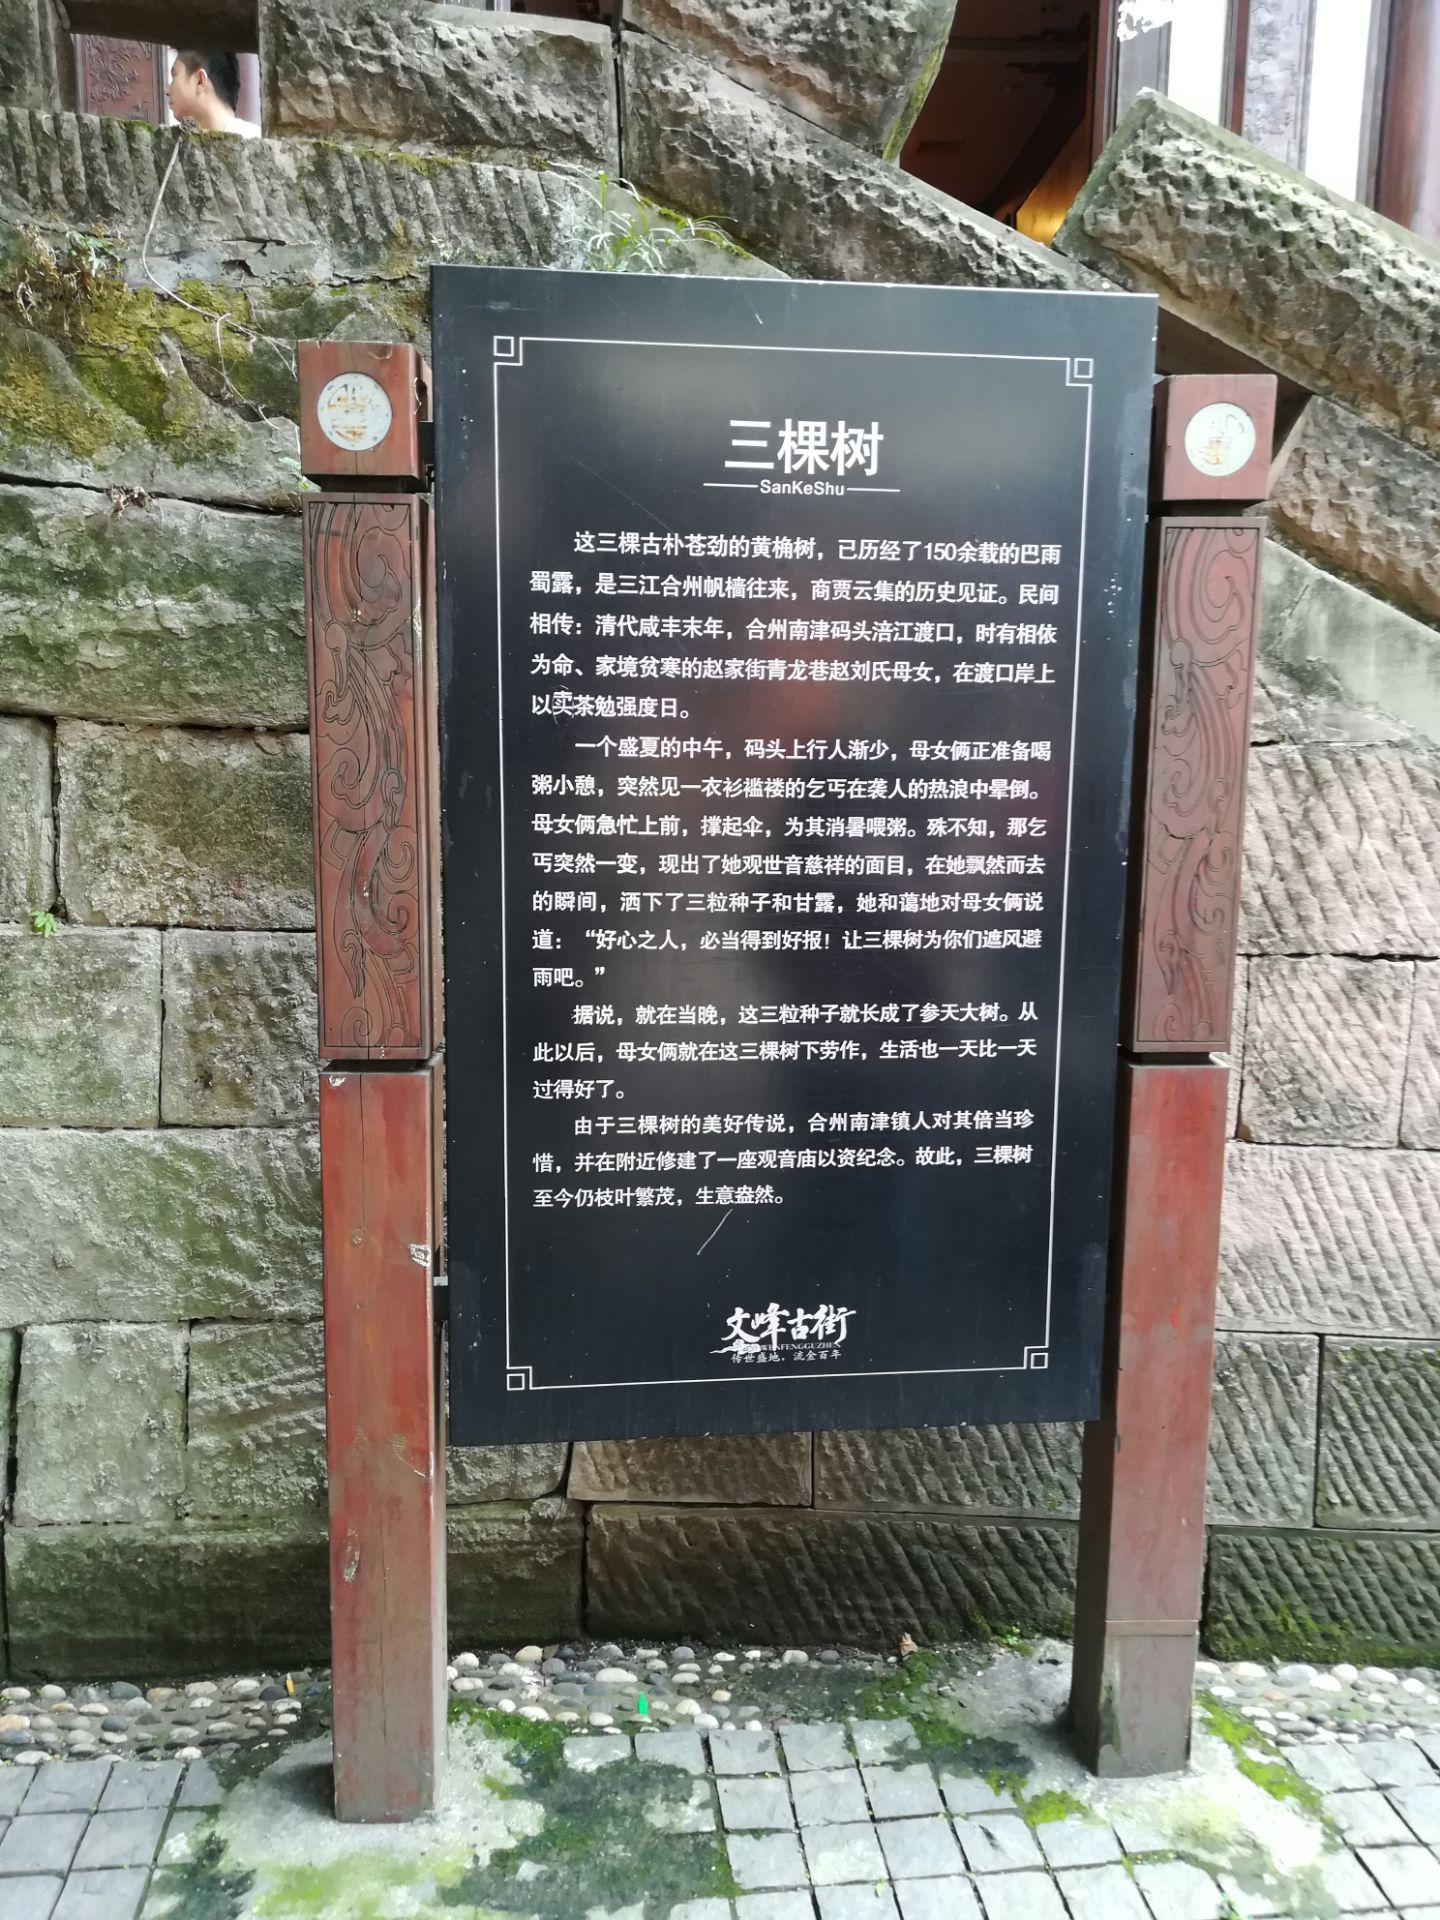 三棵树
SanKeShu
这三棵古朴苍劲的黄桷树，已历经了150余载的巴雨
蜀露，是三江合州帆樯往来，商贾云集的历史见证。民间
相传：清代咸丰末年，合州南津码头涪江渡口，时有相依
为命、家境贫寒的赵家街青龙巷赵刘氏母女，在渡口岸上
以卖茶勉强度日。
一个盛夏的中午，码头上行人渐少，母女俩正准备喝
粥小憩，突然见一衣衫褴褛的乞丐在袭人的热浪中晕倒。
母女俩急忙上前，撑起伞，为其消暑喂粥。殊不知，那乞
丐突然一变，现出了她观世音慈祥的面目，在她飘然而去
的瞬间，洒下了三粒种子和甘露，她和蔼地对母女俩说
道：“好心之人，必当得到好报！让三棵树为你们遮风避
雨吧。”
据说，就在当晚，这三粒种子就长成了参天大树。从
此以后，母女俩就在这三棵树下劳作，生活也一天比一天
过得好了。
由于三棵树的美好传说，合州南津镇人对其倍当珍
惜，并在附近修建了一座观音庙以资纪念。故此，三棵树
至今仍枝叶繁茂，生意盎然。
文峰古街
WENFENGGUZHEN
传世盛地，流金百年